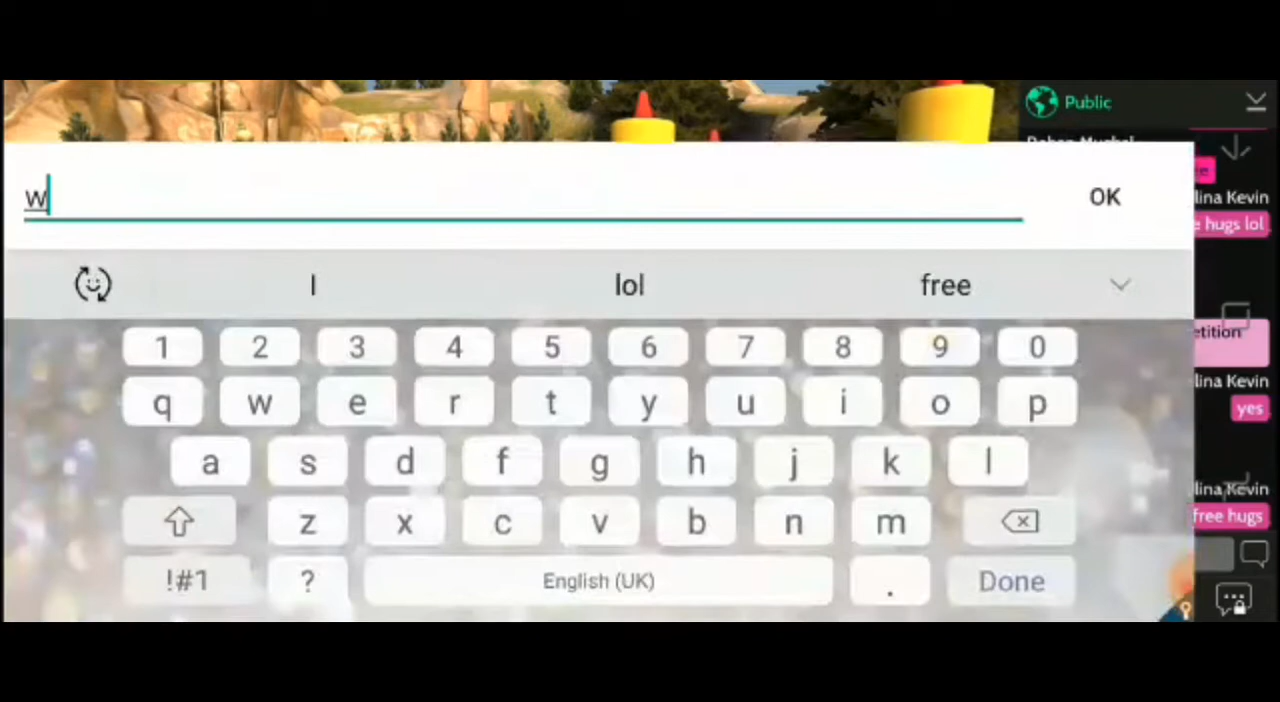 Public
w
OK
lina Kevin
e hugs lol
I lol free
1 2 3 4 5 6 7 8 9 0
etition
q w e r t y u i o p
lina Kevin
yes
a s d f g h j k l
lina Kevin
!#1 ? English (UK) . Done
z x c v b n m
free hugs